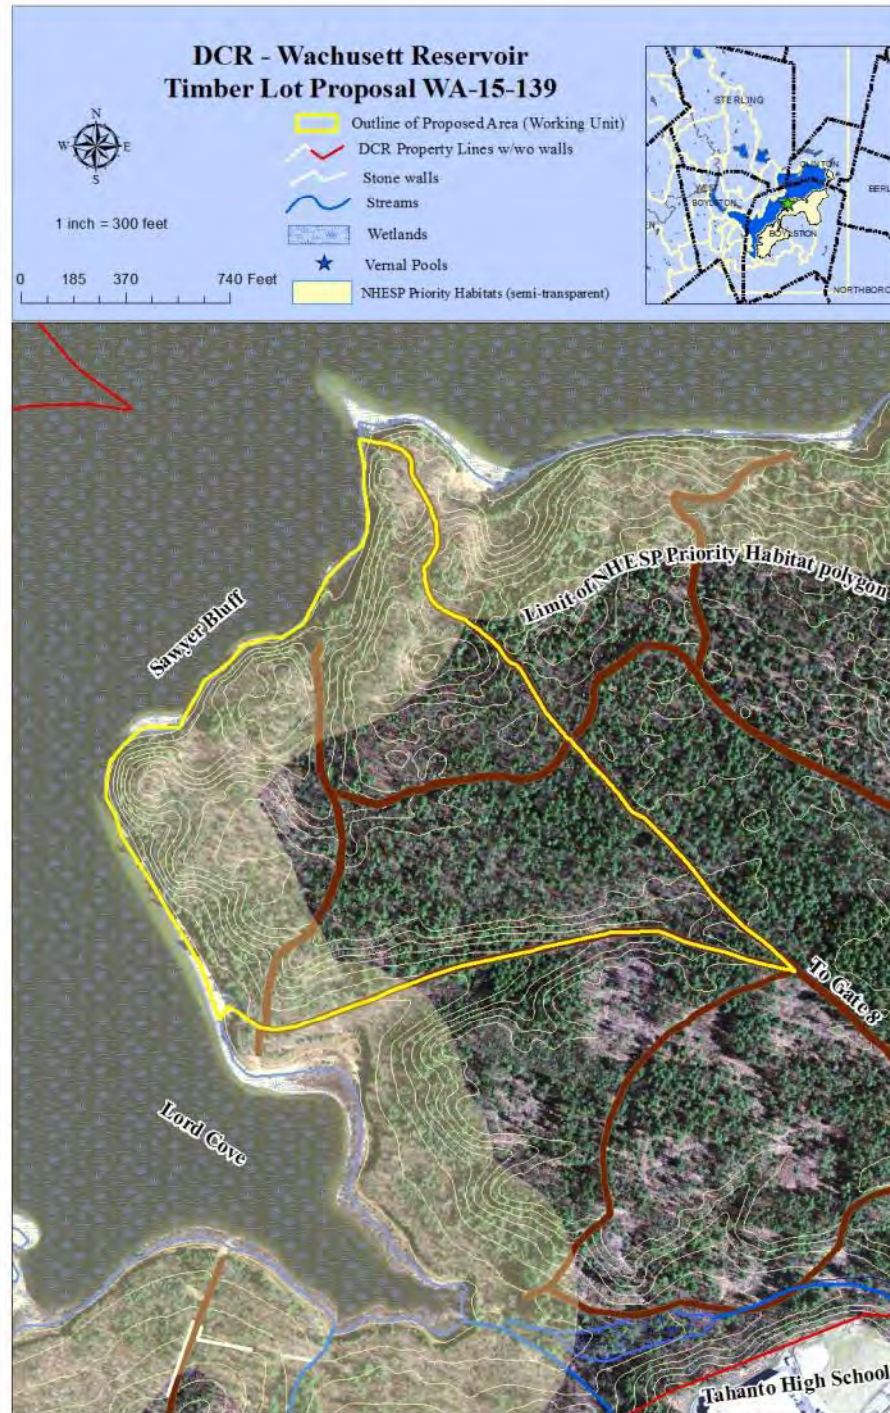 DCR - Wachusett Reservoir
Timber Lot Proposal WA-15-139
N
W E
S
1 inch = 300 feet
0 185 370 740 Feet
Outline of Proposed Area (Working Unit)
DCR Property Lines w/wo walls
Stone walls
Streams
Wetlands
Vernal Pools
NHESP Priority Habitats (semi-transparent)
STERLING
CLINTON
BERL
WEST
BOYLSTON
EN
BOYLSTON
NORTHBORO
Limit of NHESP Priority Habitat polygon
Sawyer Bluff
To Gate 8
Lord Cove
Tahanto High School